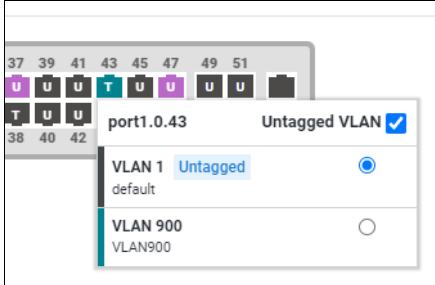 37 39 41 43 45 47 49 51
U U U T U U U U
T U U
38 40 42
port1.0.43 Untagged VLAN
VLAN 1 Untagged
default
VLAN 900
VLAN900